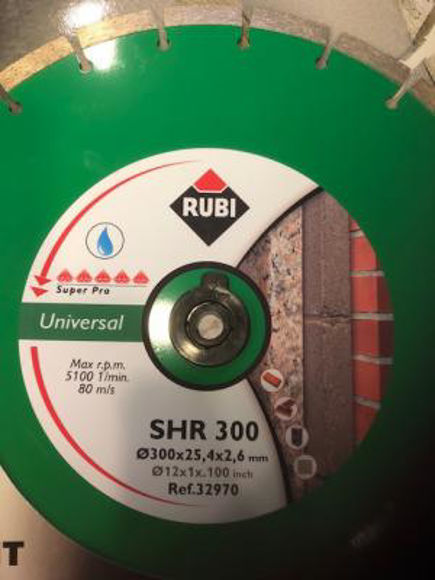 RUBI
Super Pro
Universal
Max r.p.m.
5100 1/min.
80 m/s
SHR 300
Ø300x25,4x2,6 mm
Ø12x1x.100 inch
Ref.32970